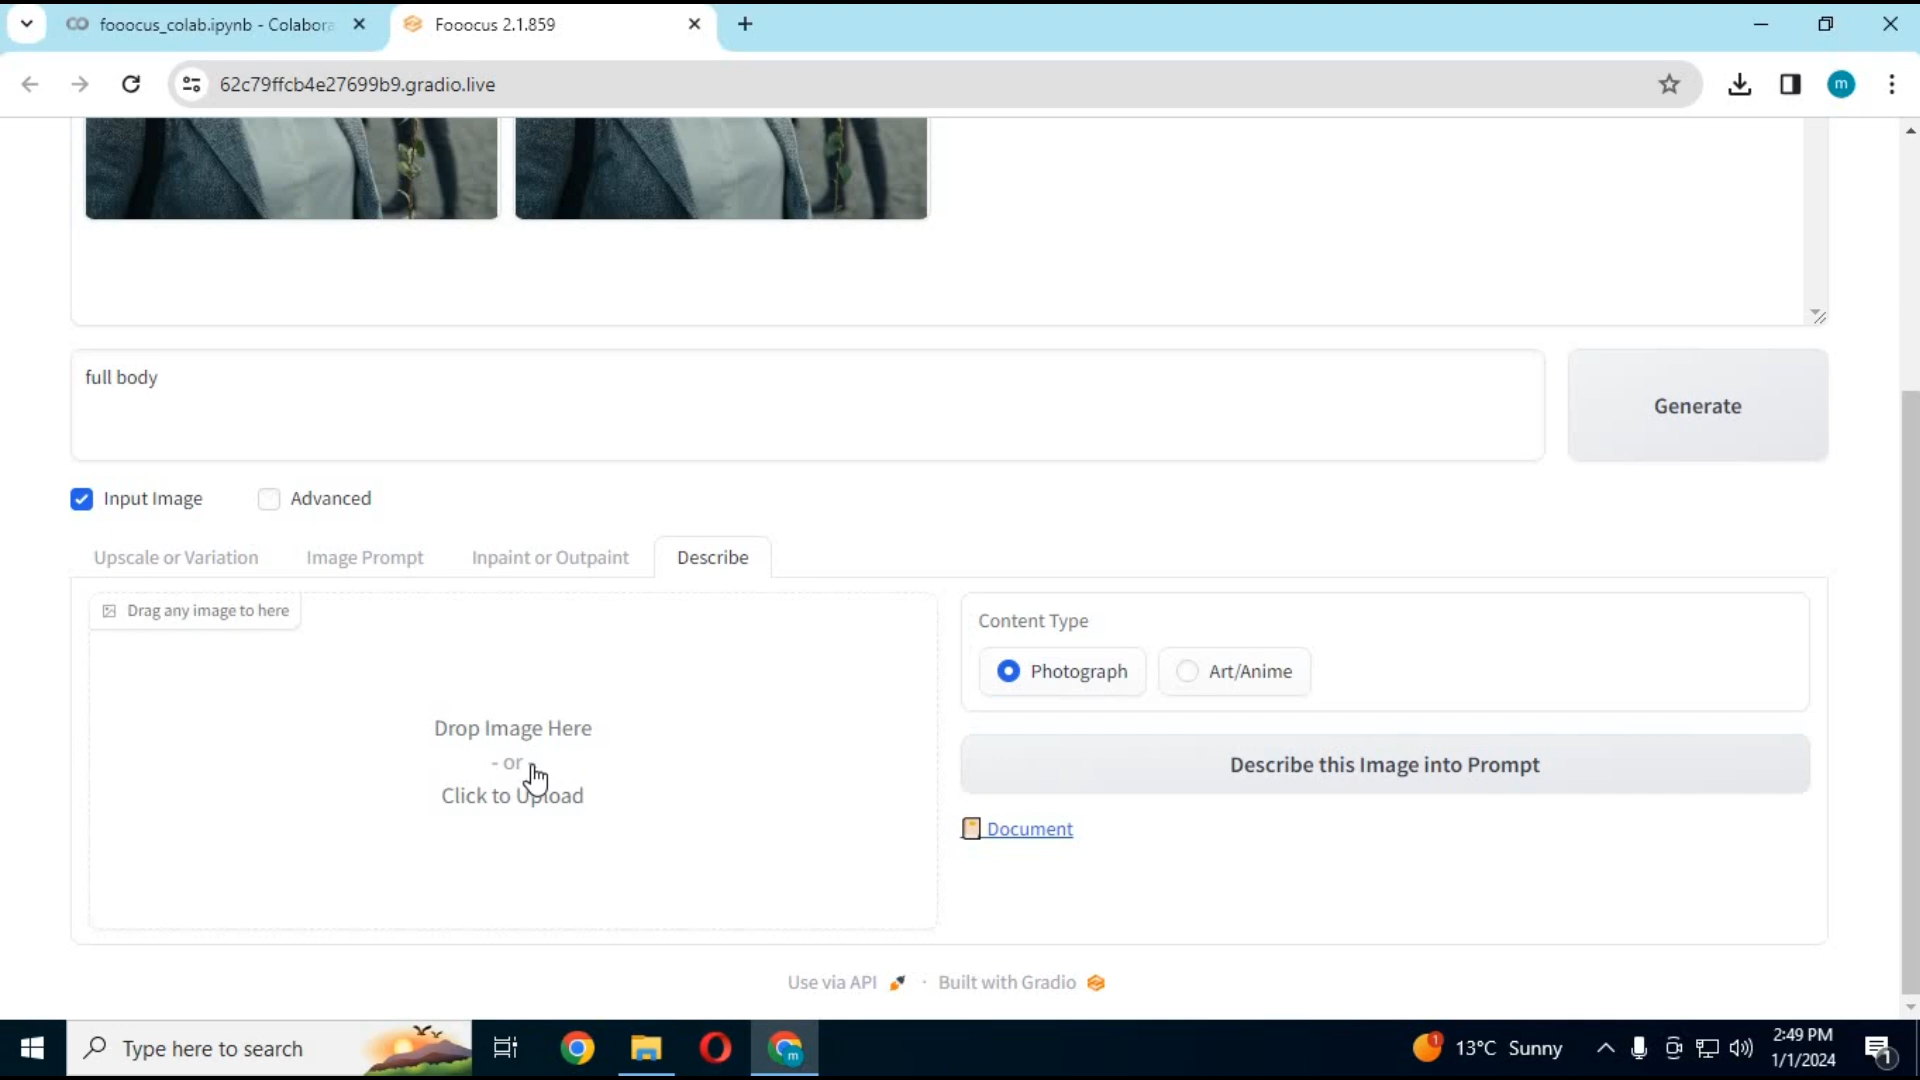 fooocus_colab.ipynb - Colabora
Fooocus 2.1.859
62c79ffcb4e27699b9.gradio.live
m
full body
Generate
Input Image
Advanced
Upscale or Variation
Image Prompt
Inpaint or Outpaint
Describe
Drag any image to here
Content Type
Photograph
Art/Anime
Drop Image Here
- or -
Click to Upload
Describe this Image into Prompt
Document
Use via API
·
Built with Gradio
Type here to search
m
1
13°C Sunny
2:49 PM
1/1/2024
1